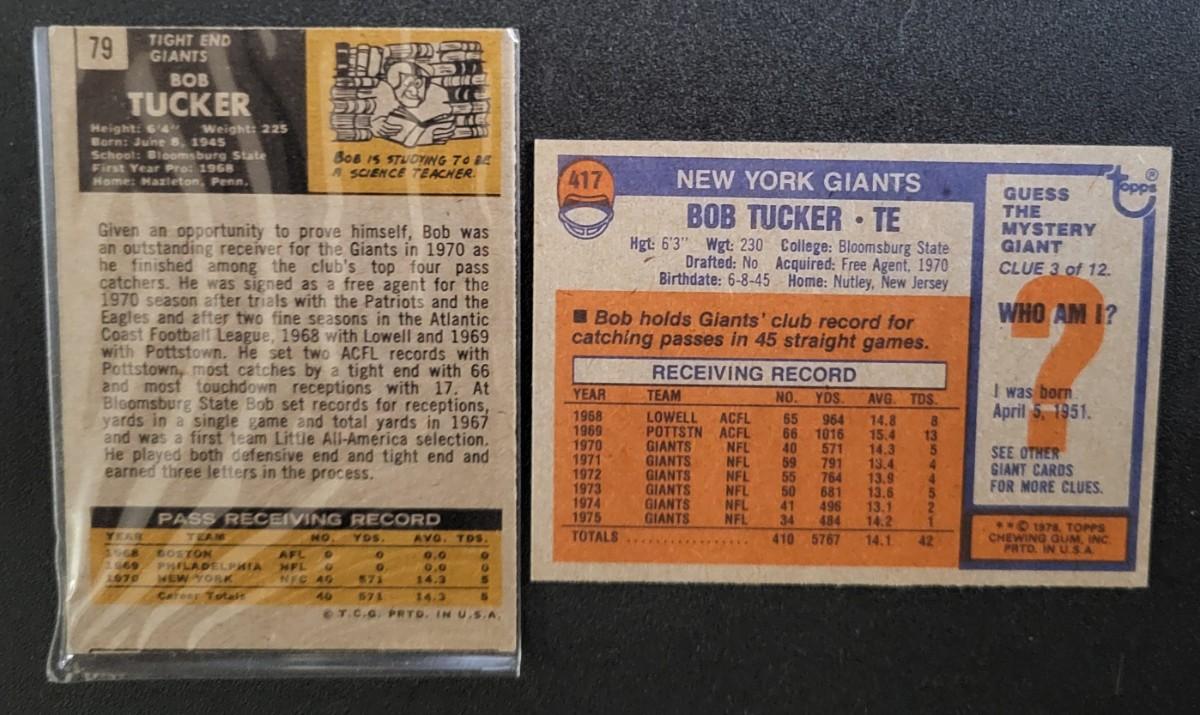 79
TIGHT END
GIANTS
BOB
TUCKER
Height: 6'4" Weight: 225
Born: June 8, 1945
School: Bloomsburg State
First Year Pro: 1968
Home: Hazleton, Penn.
BOB IS STUDYING TO BE
A SCIENCE TEACHER.
Given an opportunity to prove himself, Bob was
an outstanding receiver for the Giants in 1970 as
he finished among the club's top four pass
catchers. He was signed as a free agent for the
1970 season after trials with the Patriots and the
Eagles and after two fine seasons in the Atlantic
Coast Football League, 1968 with Lowell and 1969
with Pottstown. He set two ACFL records with
Pottstown, most catches by a tight end with 66
and most touchdown receptions with 17. At
Bloomsburg State Bob set records for receptions,
yards in a single game and total yards in 1967
and was a first team Little All-America selection.
He played both defensive end and tight end and
earned three letters in the process.
PASS RECEIVING RECORD
YEAR TEAM NO. YDS. AVG. TDS.
1968 BOSTON AFL 0 0 0.0 0
1969 PHILADELPHIA NFL 0 0 0.0 0
1970 NEW YORK NFC 40 571 14.3 5
Career Totals 40 571 14.3 5
© T.C.G. PRTD. IN U.S.A.
417
NEW YORK GIANTS
BOB TUCKER • TE
Hgt: 6'3" Wgt: 230 College: Bloomsburg State
Drafted: No Acquired: Free Agent, 1970
Birthdate: 6-8-45 Home: Nutley, New Jersey
■ Bob holds Giants' club record for
catching passes in 45 straight games.
RECEIVING RECORD
YEAR TEAM NO. YDS. AVG. TDS.
1968 LOWELL ACFL 65 964 14.8 8
1969 POTTSTN ACFL 66 1016 15.4 13
1970 GIANTS NFL 40 571 14.3 5
1971 GIANTS NFL 59 791 13.4 4
1972 GIANTS NFL 55 764 13.9 4
1973 GIANTS NFL 50 681 13.6 5
1974 GIANTS NFL 41 496 13.1 2
1975 GIANTS NFL 34 484 14.2 1
TOTALS .................... 410 5767 14.1 42
topps ®
GUESS
THE
MYSTERY
GIANT
CLUE 3 of 12.
WHO AM I?
?
I was born
April 5, 1951.
SEE OTHER
GIANT CARDS
FOR MORE CLUES.
**© 1976, TOPPS
CHEWING GUM, INC.
PRTD. IN U.S.A.